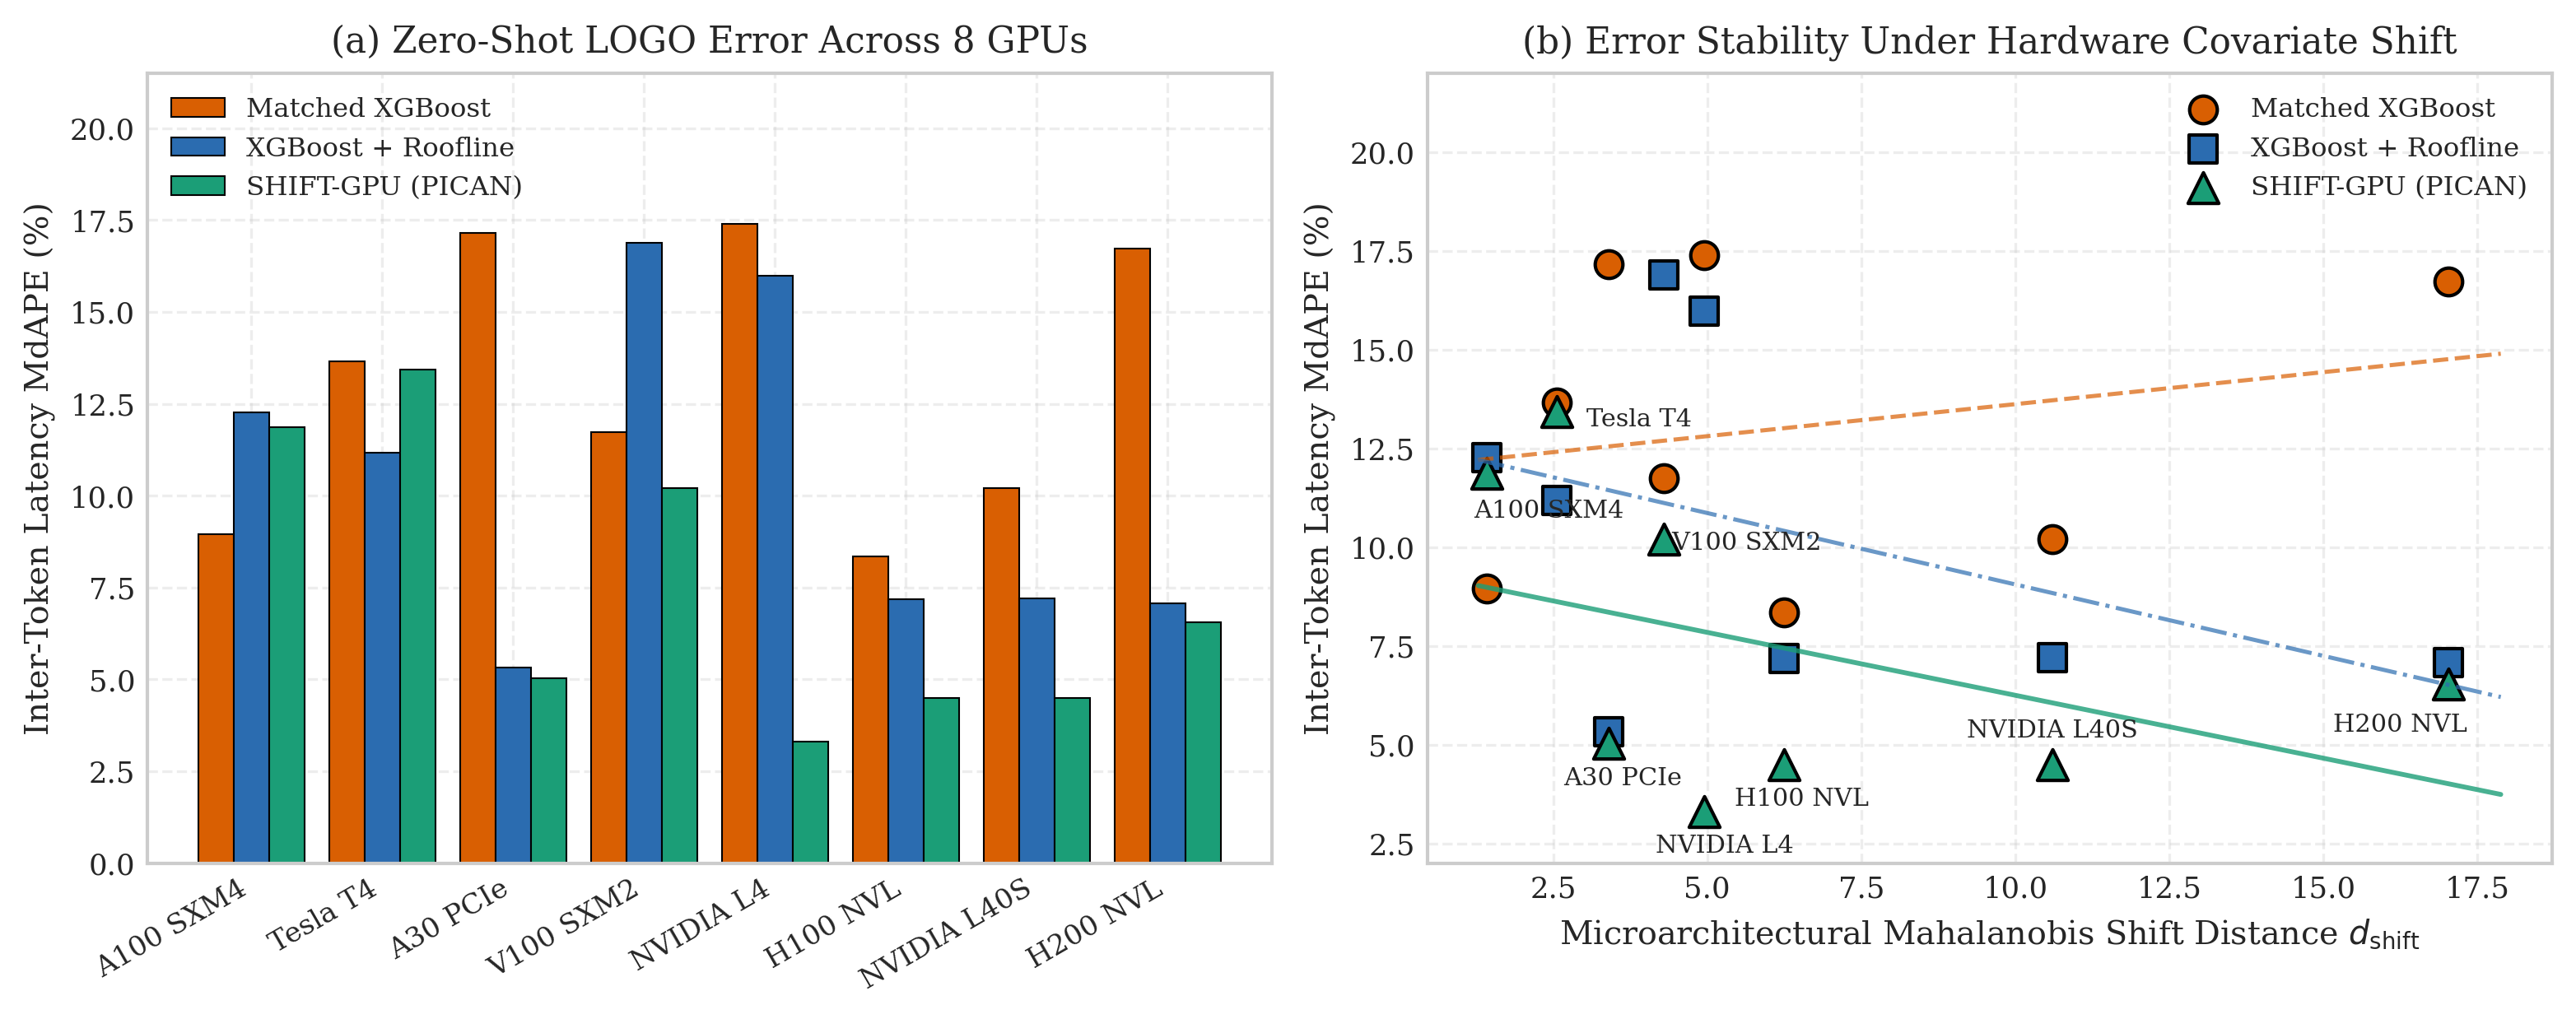 (a) Zero-Shot LOGO Error Across 8 GPUs
Inter-Token Latency MdAPE (%)
20.0
17.5
15.0
12.5
10.0
7.5
5.0
2.5
0.0
Matched XGBoost
XGBoost + Roofline
SHIFT-GPU (PICAN)
A100 SXM4
Tesla T4
A30 PCIe
V100 SXM2
NVIDIA L4
H100 NVL
NVIDIA L40S
H200 NVL
(b) Error Stability Under Hardware Covariate Shift
Inter-Token Latency MdAPE (%)
20.0
17.5
15.0
12.5
10.0
7.5
5.0
2.5
Matched XGBoost
XGBoost + Roofline
SHIFT-GPU (PICAN)
Tesla T4
A100 SXM4
V100 SXM2
NVIDIA L40S
H200 NVL
A30 PCIe
H100 NVL
NVIDIA L4
2.5 5.0 7.5 10.0 12.5 15.0 17.5
Microarchitectural Mahalanobis Shift Distance d_shift